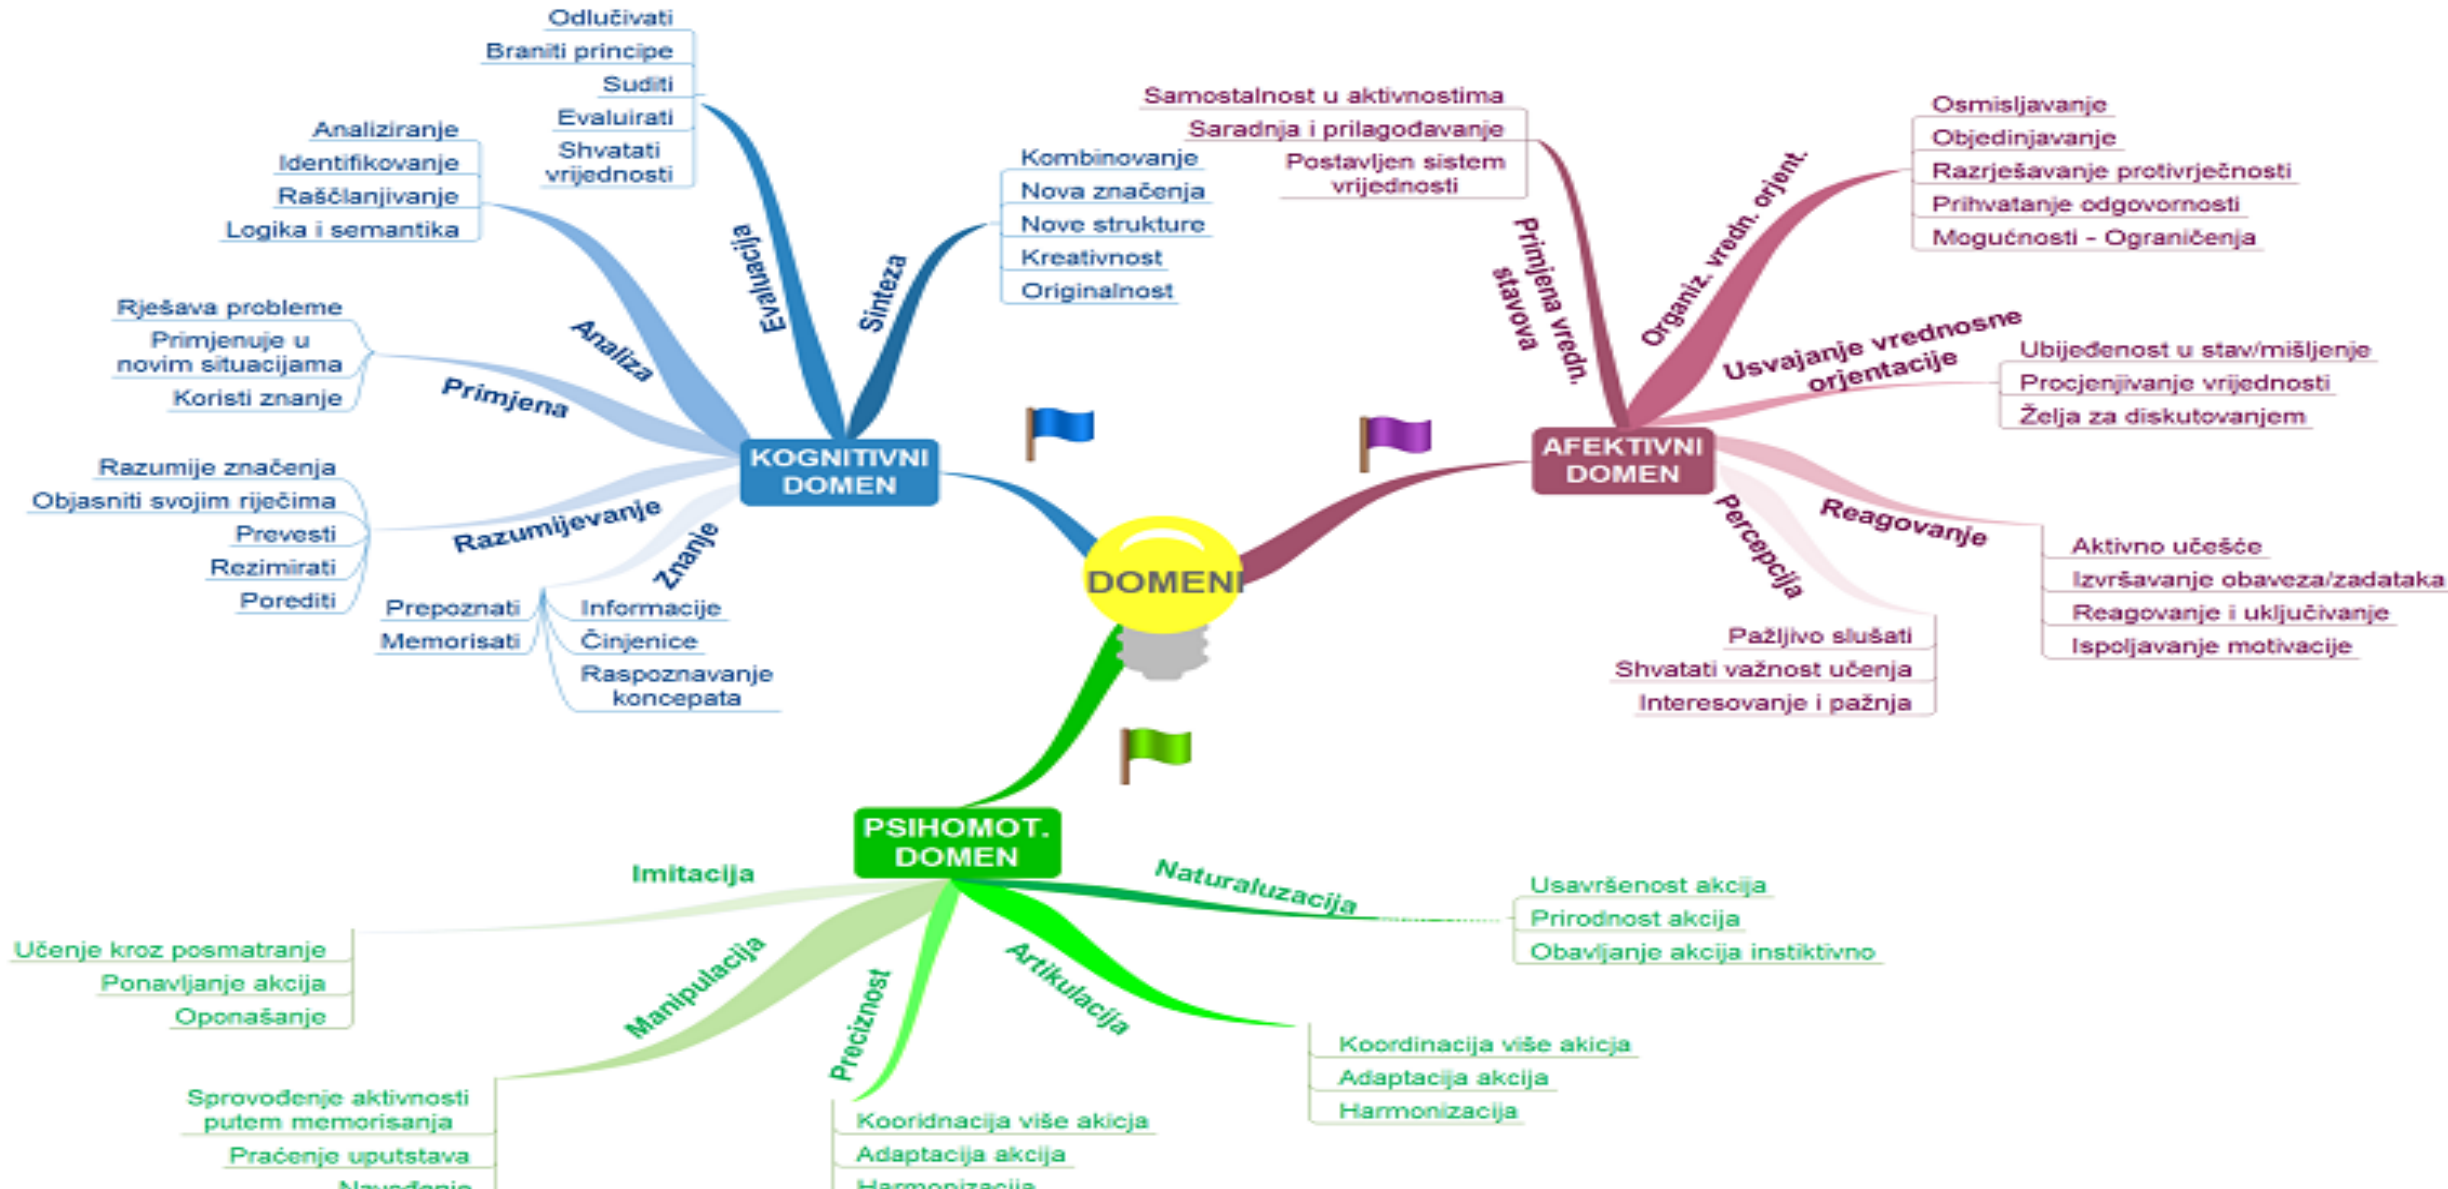 Odlučivati
Braniti principe
Suditi
Evaluirati
Shvatati
vrijednosti
Evaluacija
Analiziranje
Identifikovanje
Raščlanjivanje
Logika i semantika
Analiza
Kombinovanje
Nova značenja
Nove strukture
Kreativnost
Originalnost
Sinteza
Rješava probleme
Primjenuje u
novim situacijama
Koristi znanje
Primjena
Razumije značenja
Objasniti svojim riječima
Prevesti
Rezimirati
Porediti
Razumijevanje
Prepoznati
Memorisati
Informacije
Činjenice
Raspoznavanje
koncepata
Znanje
KOGNITIVNI
DOMEN
Samostalnost u aktivnostima
Saradnja i prilagođavanje
Postavljen sistem
vrijednosti
Primjena vredn.
stavova
Osmisljavanje
Objedinjavanje
Razrješavanje protivrječnosti
Prihvatanje odgovornosti
Mogućnosti - Ograničenja
Organiz. vredn. orjent.
Usvajanje vrednosne
orjentacije
Ubijeđenost u stav/mišljenje
Procjenjivanje vrijednosti
Želja za diskutovanjem
AFEKTIVNI
DOMEN
Reagovanje
Aktivno učešće
Izvršavanje obaveza/zadataka
Reagovanje i uključivanje
Ispoljavanje motivacije
Percepcija
Pažljivo slušati
Shvatati važnost učenja
Interesovanje i pažnja
DOMENI
PSIHOMOT.
DOMEN
Imitacija
Učenje kroz posmatranje
Ponavljanje akcija
Oponašanje
Manipulacija
Sprovođenje aktivnosti
putem memorisanja
Praćenje uputstava
Navođenje
Preciznost
Kooridnacija više akicja
Adaptacija akcija
Harmonizacija
Artikulacija
Koordinacija više akicja
Adaptacija akcija
Harmonizacija
Naturaluzacija
Usavršenost akcija
Prirodnost akcija
Obavljanje akcija instiktivno